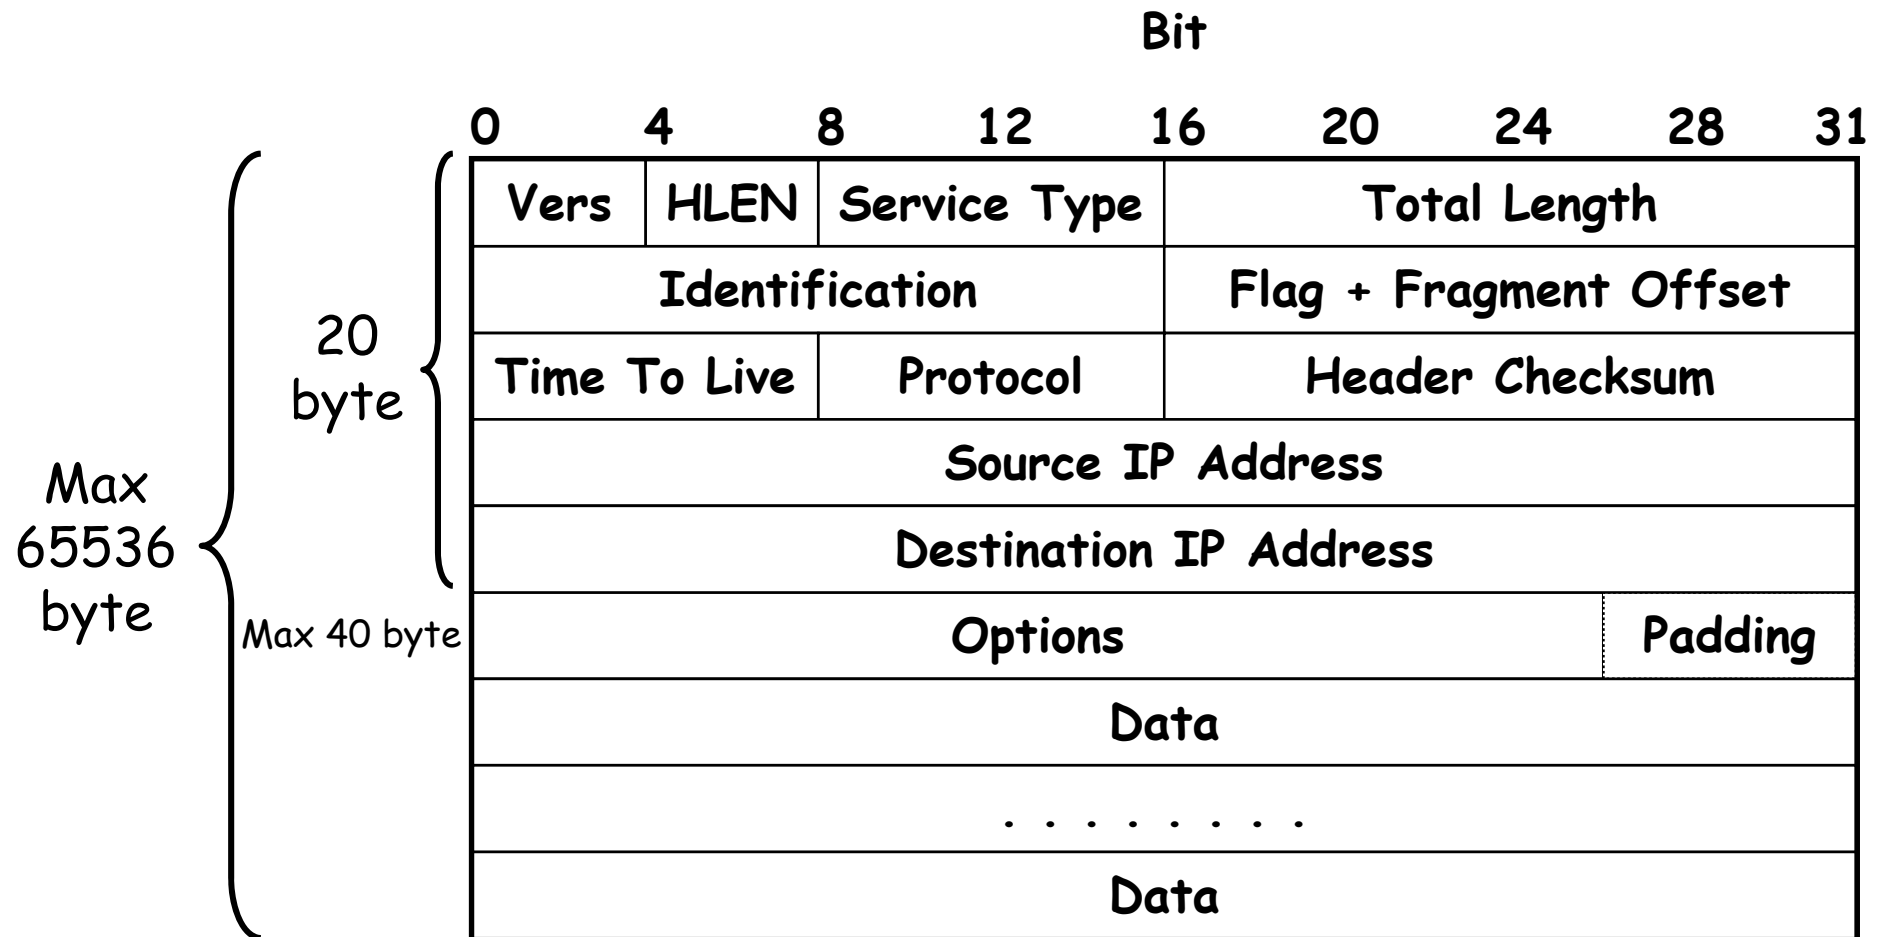 Bit
0 4 8 12 16 20 24 28 31
Vers HLEN Service Type Total Length
Identification Flag + Fragment Offset
20
byte
Time To Live Protocol Header Checksum
Source IP Address
Max
65536
byte
Destination IP Address
Max 40 byte
Options Padding
Data
. . . . . . . .
Data